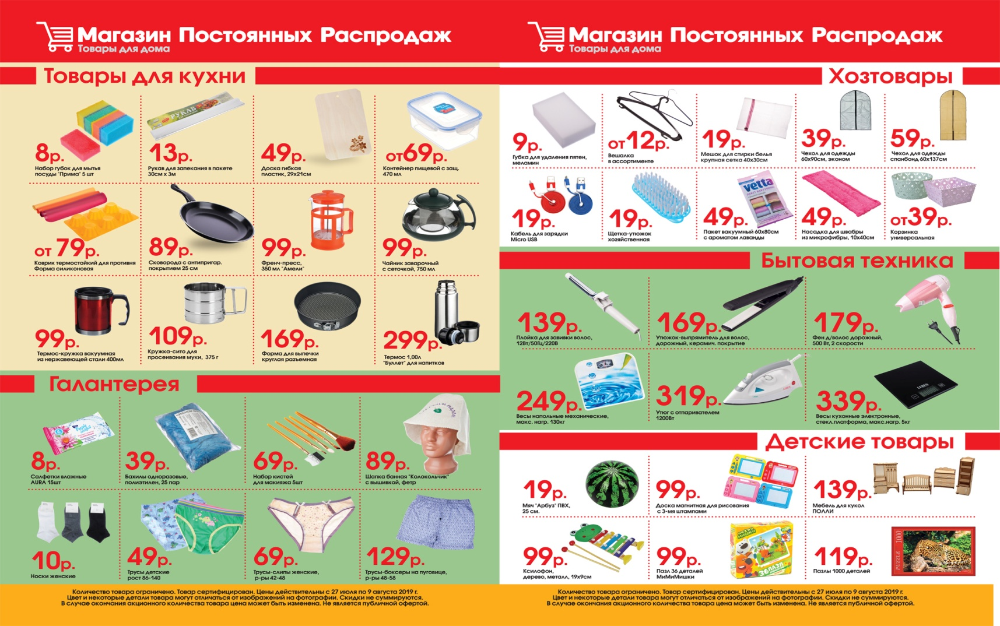 Магазин Постоянных Распродаж
Товары для дома
Товары для кухни
8р.
Набор губок для мытья
посуды "Прима" 5 шт
РУКАВ
13р.
Рукав для запекания в пакете
30см х 3м
49р.
Доска гибкая
пластик, 29х21см
от69р.
Контейнер пищевой с защ.
470 мл
от 79р.
Коврик термостойкий для противня
Форма силиконовая
89р.
Сковорода с антипригар.
покрытием 25 см
99р.
Френч-пресс,
350 мл "Амели"
99р.
Чайник заварочный
с сеточкой, 750 мл
99р.
Термос-кружка вакуумная
из нержавеющей стали 400мл
109р.
Кружка-сито для
просеивания муки, 375 г
169р.
Форма для выпечки
круглая разъемная
299р.
Термос 1,00л
"Буллет" для напитков
Галантерея
8р.
Салфетки влажные
AURA 15шт
39р.
Бахилы одноразовые,
полиэтилен, 25 пар
69р.
Набор кистей
для макияжа 5шт
89р.
Шапка банная "Колокольчик"
с вышивкой, фетр
10р.
Носки женские
49р.
Трусы детские
рост 86-140
69р.
Трусы-слипы женские,
р-ры 42-48
129р.
Трусы-боксеры на пуговице,
р-ры 48-58
Количество товара ограничено. Товар сертифицирован. Цены действительны с 27 июля по 9 августа 2019 г.
Цвет и некоторые детали товара могут отличаться от изображений на фотографии. Скидки не суммируются.
В случае окончания акционного количества товара цена может быть изменена. Не является публичной офертой.
Магазин Постоянных Распродаж
Товары для дома
Хозтовары
9р.
Губка для удаления пятен,
меламин
от12р.
Вешалка
в ассортименте
19р.
Мешок для стирки белья
крупная сетка 40х30см
39р.
Чехол для одежды
60х90см, эконом
59р.
Чехол для одежды
спанбонд 60х137см
19р.
Кабель для зарядки
Micro USB
19р.
Щетка-утюжок
хозяйственная
vetta
ПАКЕТ ВАКУУМНЫЙ
49р.
Пакет вакуумный 60х80см
с ароматом лаванды
49р.
Насадка для швабры
из микрофибры, 10х40см
от39р.
Корзинка
универсальная
Бытовая техника
139р.
Плойка для завивки волос,
12Вт/50Гц/220В
169р.
Утюжок-выпрямитель для волос,
дорожный, керамич. покрытие
179р.
Фен д/волос дорожный,
500 Вт, 2 скорости
249р.
Весы напольные механические,
макс. нагр. 130кг
319р.
Утюг с отпаривателем
1200Вт
LEBEN
339р.
Весы кухонные электронные,
стекл.платформа, макс.нагр. 5кг
Детские товары
19р.
Мяч "Арбуз" ПВХ,
25 см.
99р.
Доска магнитная для рисования
с 3-мя штампами
139р.
Мебель для кукол
ПОЛЛИ
99р.
Ксилофон,
дерево, металл, 19х9см
36ПАЗЛ
99р.
Пазл 36 деталей
МиМиМишки
PUZZLE 1000
119р.
Пазлы 1000 деталей
Количество товара ограничено. Товар сертифицирован. Цены действительны с 27 июля по 9 августа 2019 г.
Цвет и некоторые детали товара могут отличаться от изображений на фотографии. Скидки не суммируются.
В случае окончания акционного количества товара цена может быть изменена. Не является публичной офертой.